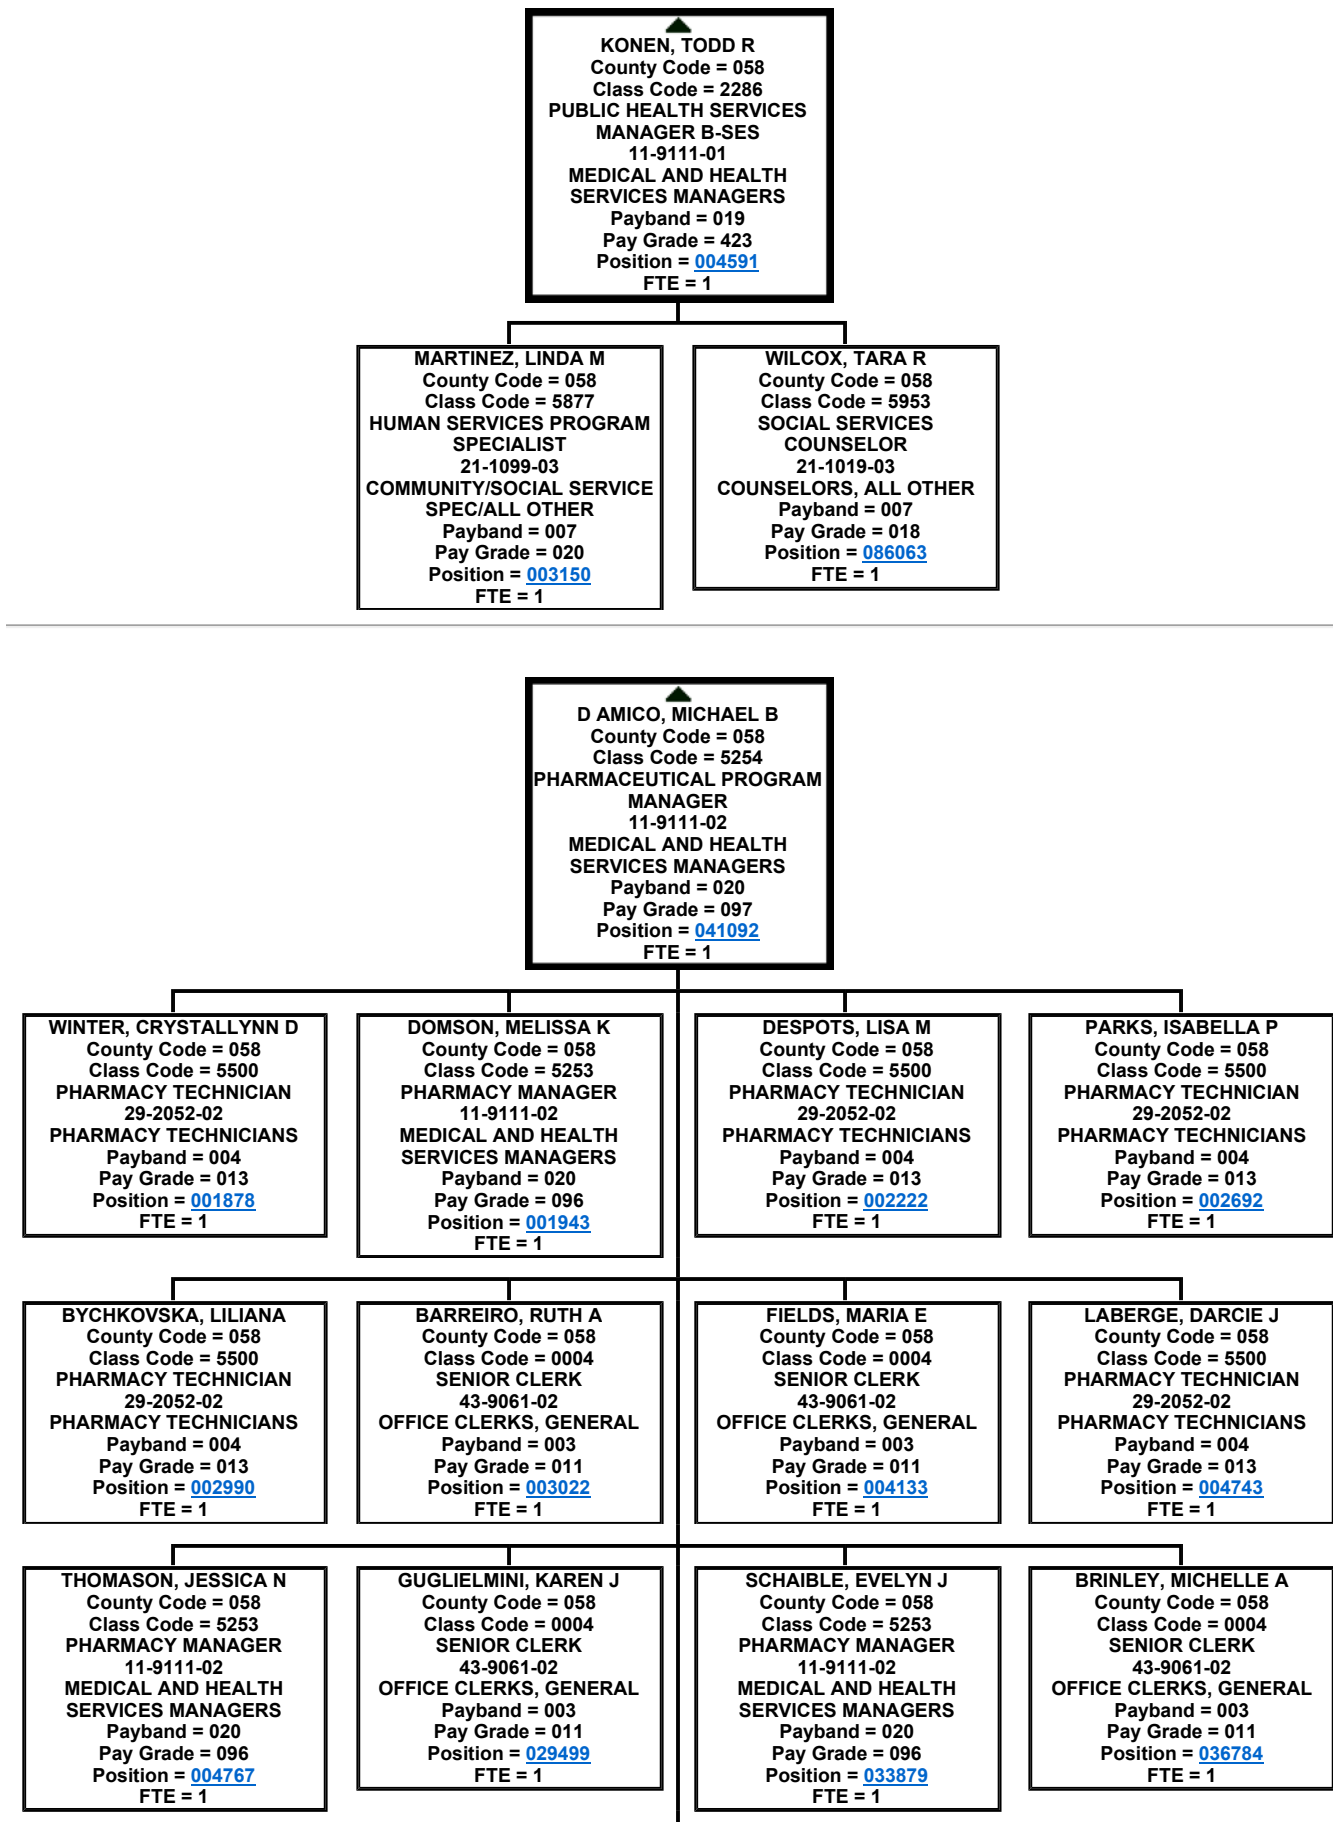 KONEN, TODD R
County Code = 058
Class Code = 2286
PUBLIC HEALTH SERVICES
MANAGER B-SES
11-9111-01
MEDICAL AND HEALTH
SERVICES MANAGERS
Payband = 019
Pay Grade = 423
Position = 004591
FTE = 1
MARTINEZ, LINDA M
County Code = 058
Class Code = 5877
HUMAN SERVICES PROGRAM
SPECIALIST
21-1099-03
COMMUNITY/SOCIAL SERVICE
SPEC/ALL OTHER
Payband = 007
Pay Grade = 020
Position = 003150
FTE = 1
WILCOX, TARA R
County Code = 058
Class Code = 5953
SOCIAL SERVICES
COUNSELOR
21-1019-03
COUNSELORS, ALL OTHER
Payband = 007
Pay Grade = 018
Position = 086063
FTE = 1
D AMICO, MICHAEL B
County Code = 058
Class Code = 5254
PHARMACEUTICAL PROGRAM
MANAGER
11-9111-02
MEDICAL AND HEALTH
SERVICES MANAGERS
Payband = 020
Pay Grade = 097
Position = 041092
FTE = 1
WINTER, CRYSTALLYNN D
County Code = 058
Class Code = 5500
PHARMACY TECHNICIAN
29-2052-02
PHARMACY TECHNICIANS
Payband = 004
Pay Grade = 013
Position = 001878
FTE = 1
DOMSON, MELISSA K
County Code = 058
Class Code = 5253
PHARMACY MANAGER
11-9111-02
MEDICAL AND HEALTH
SERVICES MANAGERS
Payband = 020
Pay Grade = 096
Position = 001943
FTE = 1
DESPOTS, LISA M
County Code = 058
Class Code = 5500
PHARMACY TECHNICIAN
29-2052-02
PHARMACY TECHNICIANS
Payband = 004
Pay Grade = 013
Position = 002222
FTE = 1
PARKS, ISABELLA P
County Code = 058
Class Code = 5500
PHARMACY TECHNICIAN
29-2052-02
PHARMACY TECHNICIANS
Payband = 004
Pay Grade = 013
Position = 002692
FTE = 1
BYCHKOVSKA, LILIANA
County Code = 058
Class Code = 5500
PHARMACY TECHNICIAN
29-2052-02
PHARMACY TECHNICIANS
Payband = 004
Pay Grade = 013
Position = 002990
FTE = 1
BARREIRO, RUTH A
County Code = 058
Class Code = 0004
SENIOR CLERK
43-9061-02
OFFICE CLERKS, GENERAL
Payband = 003
Pay Grade = 011
Position = 003022
FTE = 1
FIELDS, MARIA E
County Code = 058
Class Code = 0004
SENIOR CLERK
43-9061-02
OFFICE CLERKS, GENERAL
Payband = 003
Pay Grade = 011
Position = 004133
FTE = 1
LABERGE, DARCIE J
County Code = 058
Class Code = 5500
PHARMACY TECHNICIAN
29-2052-02
PHARMACY TECHNICIANS
Payband = 004
Pay Grade = 013
Position = 004743
FTE = 1
THOMASON, JESSICA N
County Code = 058
Class Code = 5253
PHARMACY MANAGER
11-9111-02
MEDICAL AND HEALTH
SERVICES MANAGERS
Payband = 020
Pay Grade = 096
Position = 004767
FTE = 1
GUGLIELMINI, KAREN J
County Code = 058
Class Code = 0004
SENIOR CLERK
43-9061-02
OFFICE CLERKS, GENERAL
Payband = 003
Pay Grade = 011
Position = 029499
FTE = 1
SCHAIBLE, EVELYN J
County Code = 058
Class Code = 5253
PHARMACY MANAGER
11-9111-02
MEDICAL AND HEALTH
SERVICES MANAGERS
Payband = 020
Pay Grade = 096
Position = 033879
FTE = 1
BRINLEY, MICHELLE A
County Code = 058
Class Code = 0004
SENIOR CLERK
43-9061-02
OFFICE CLERKS, GENERAL
Payband = 003
Pay Grade = 011
Position = 036784
FTE = 1